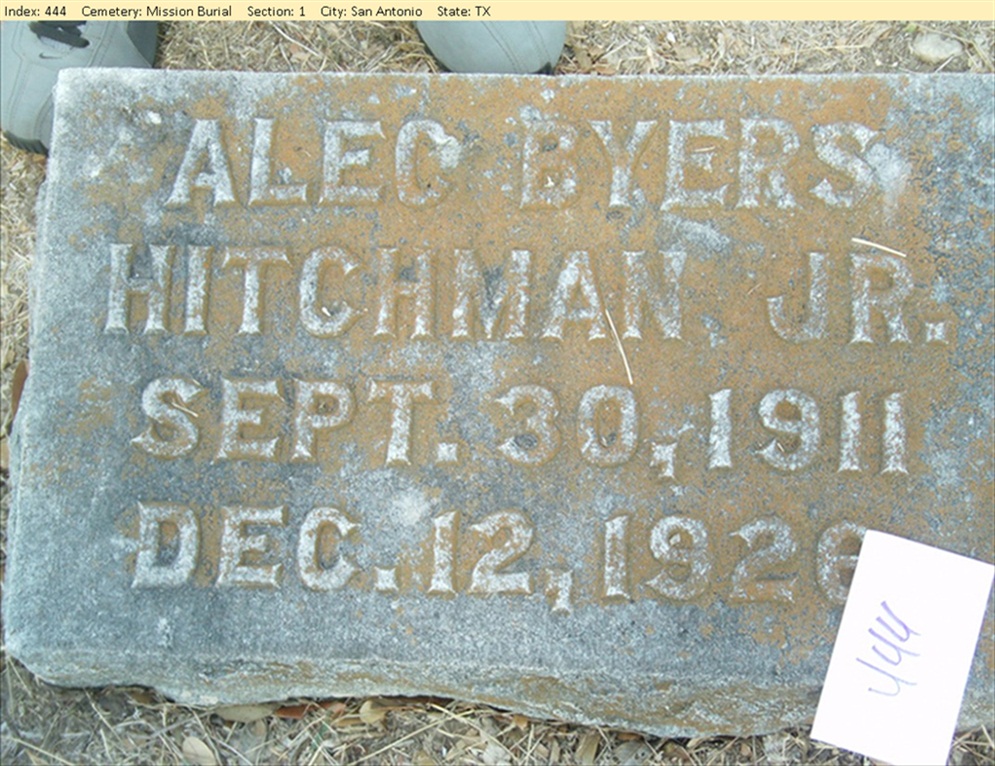 Index: 444 Cemetery: Mission Burial Section: 1 City: San Antonio State: TX
ALEC BYERS
HITCHMAN JR.
SEPT. 30, 1911
DEC. 12, 1926
444